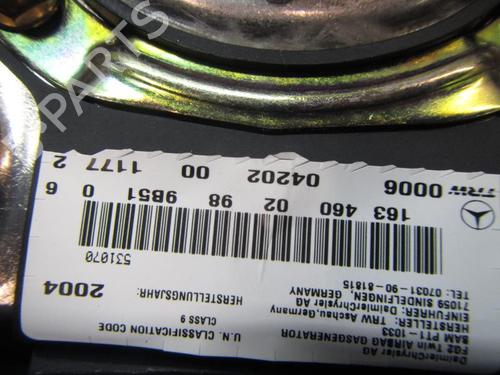 DaimlerChrysler AG
FG2 Twin AIRBAG GASGENERATOR
BAM PT1 - 1033
HERSTELLER: TRW Aschau,Germany
EINFÜHRER: DaimlerChrysler AG
71059 SINDELFINGEN, GERMANY
TEL: 07031-90-81815
U.N. CLASSIFICATION CODE
CLASS 9
HERSTELLUNGSJAHR: 2004
531070
163 460 02 98 9B51 0 6
TRW 0006 04202 00 1177 2